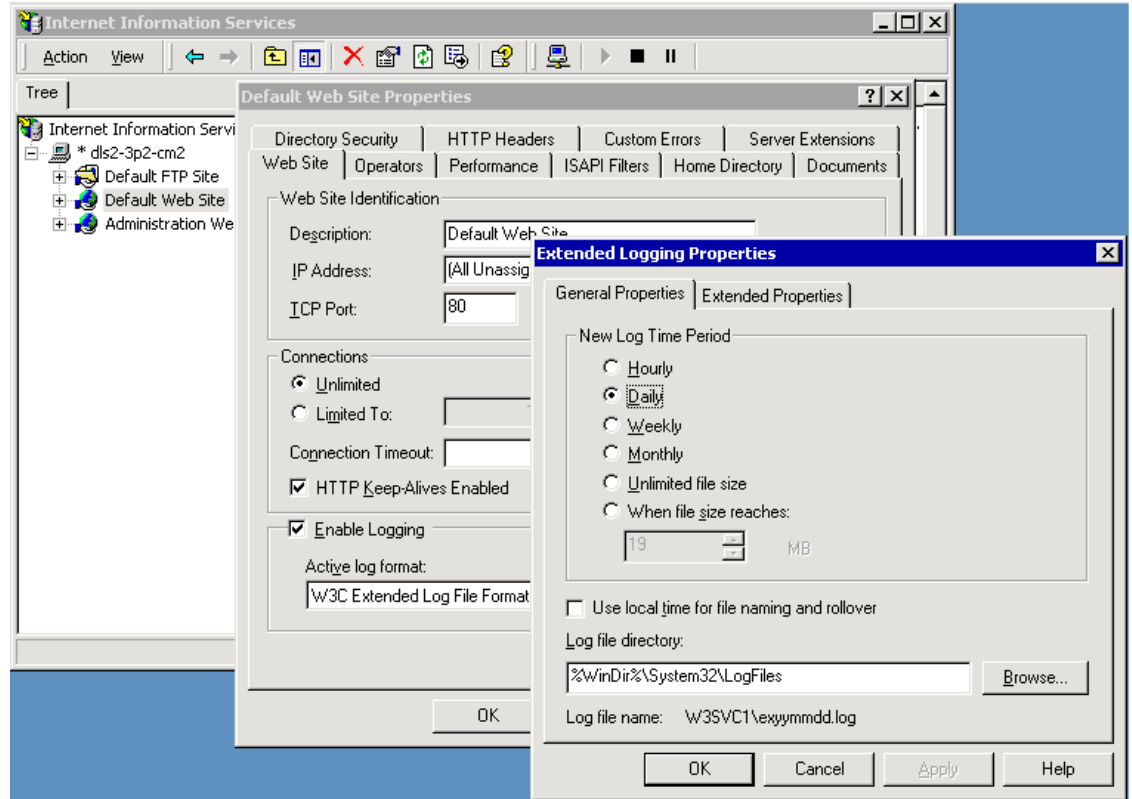 Internet Information Services
Action View
Tree
Internet Information Servi
* dls2-3p2-cm2
Default FTP Site
Default Web Site
Administration We
Default Web Site Properties
Directory Security HTTP Headers Custom Errors Server Extensions
Web Site Operators Performance ISAPI Filters Home Directory Documents
Web Site Identification
Description: Default Web Site
IP Address: (All Unassig
TCP Port: 80
Connections
Unlimited
Limited To:
Connection Timeout:
HTTP Keep-Alives Enabled
Enable Logging
Active log format:
W3C Extended Log File Format
OK
Extended Logging Properties
General Properties Extended Properties
New Log Time Period
Hourly
Daily
Weekly
Monthly
Unlimited file size
When file size reaches:
19 MB
Use local time for file naming and rollover
Log file directory:
%WinDir%\System32\LogFiles Browse...
Log file name: W3SVC1\exyymmdd.log
OK Cancel Apply Help